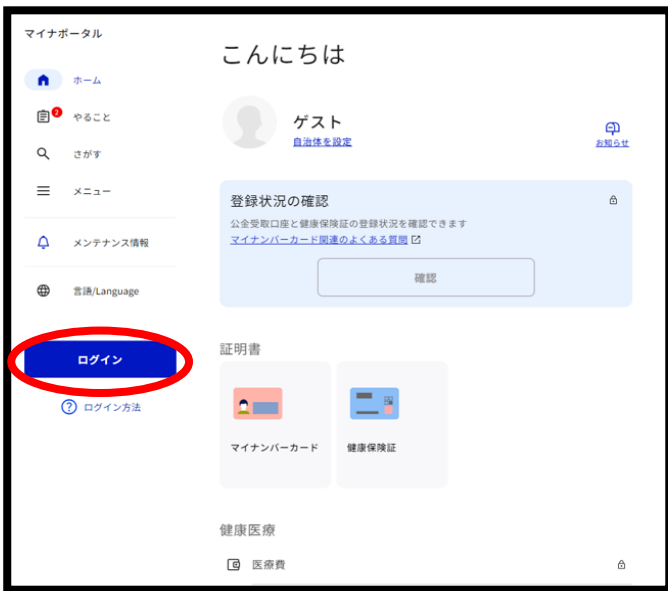 マイナポータル
ホーム
2
やること
さがす
メニュー
メンテナンス情報
言語/Language
ログイン
? ログイン方法
こんにちは
ゲスト
自治体を設定
お知らせ
登録状況の確認
公金受取口座と健康保険証の登録状況を確認できます
マイナンバーカード関連のよくある質問
確認
証明書
マイナンバーカード
健康保険証
健康医療
医療費